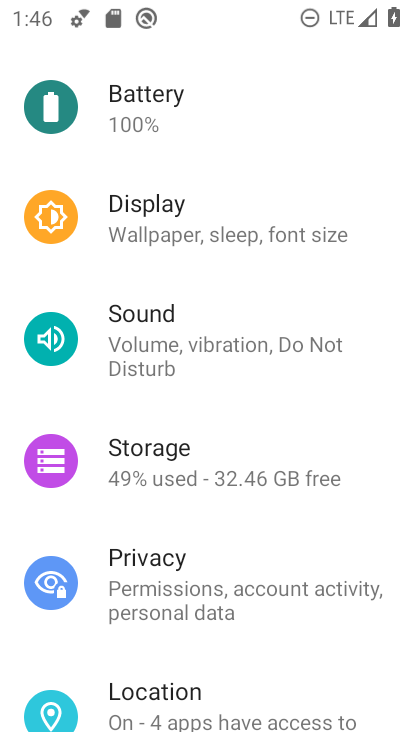 1:46 LTE
Battery
100%
Display
Wallpaper, sleep, font size
Sound
Volume, vibration, Do Not
Disturb
Storage
49% used - 32.46 GB free
Privacy
Permissions, account activity,
personal data
Location
On - 4 apps have access to